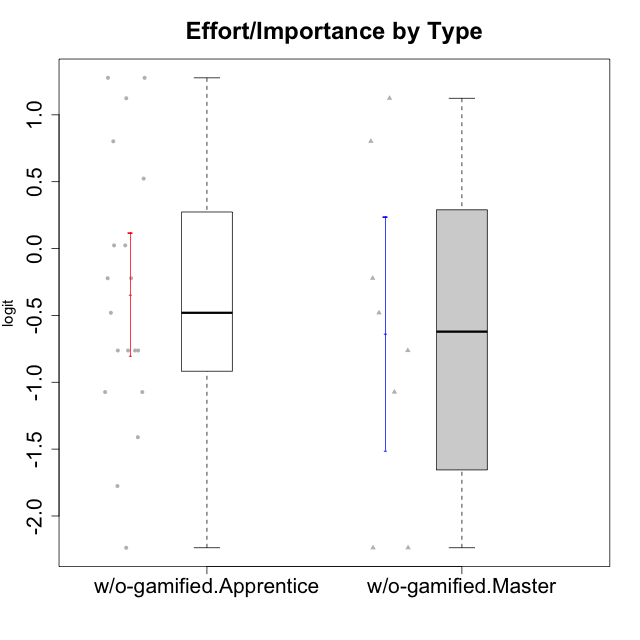 Effort/Importance by Type
logit
1.0
0.5
0.0
-0.5
-1.0
-1.5
-2.0
w/o-gamified.Apprentice
w/o-gamified.Master